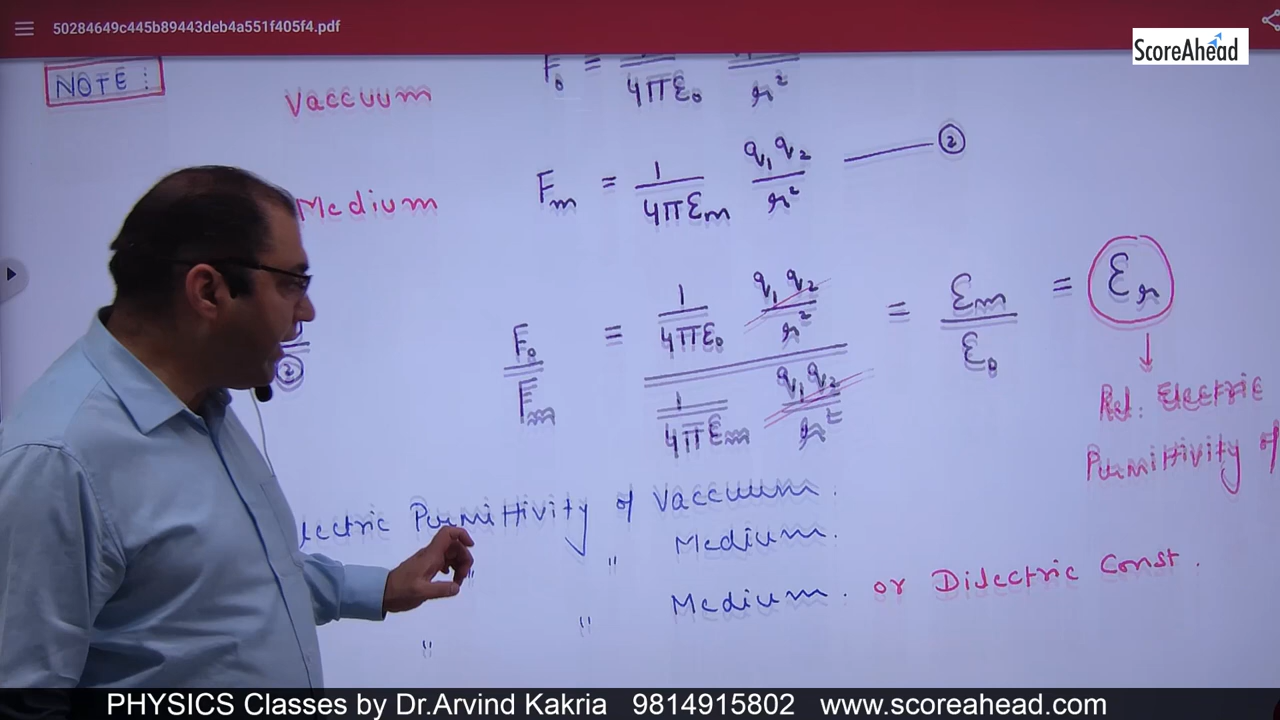 50284649c445b89443deb4a551f405f4.pdf
ScoreAhead
NOTE :
Vaccuum F₀ = 1/4πε₀ q₁q₂/r²
Medium Fm = 1/4πεm q₁q₂/r² ②
②
F₀/Fm = (1/4πε₀ q₁q₂/r²)/(1/4πεm q₁q₂/r²) = εm/ε₀ = εr
Rel. Electric
Permittivity of
lectric Permittivity of Vaccuum.
" " Medium.
" " Medium. or Dielectric Const.
PHYSICS Classes by Dr.Arvind Kakria 9814915802 www.scoreahead.com